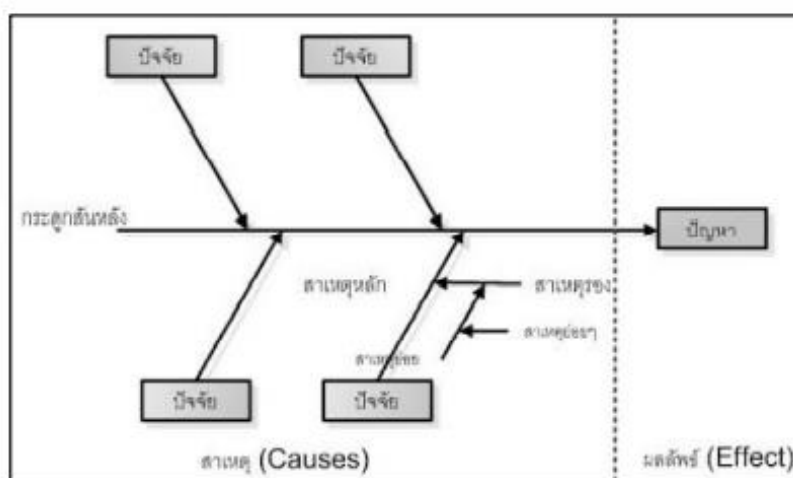 ปัจจัย
ปัจจัย
กระดูกสันหลัง
ปัญหา
สาเหตุหลัก
สาเหตุรอง
สาเหตุย่อยๆ
สาเหตุย่อย
ปัจจัย
ปัจจัย
สาเหตุ (Causes)
ผลลัพธ์ (Effect)